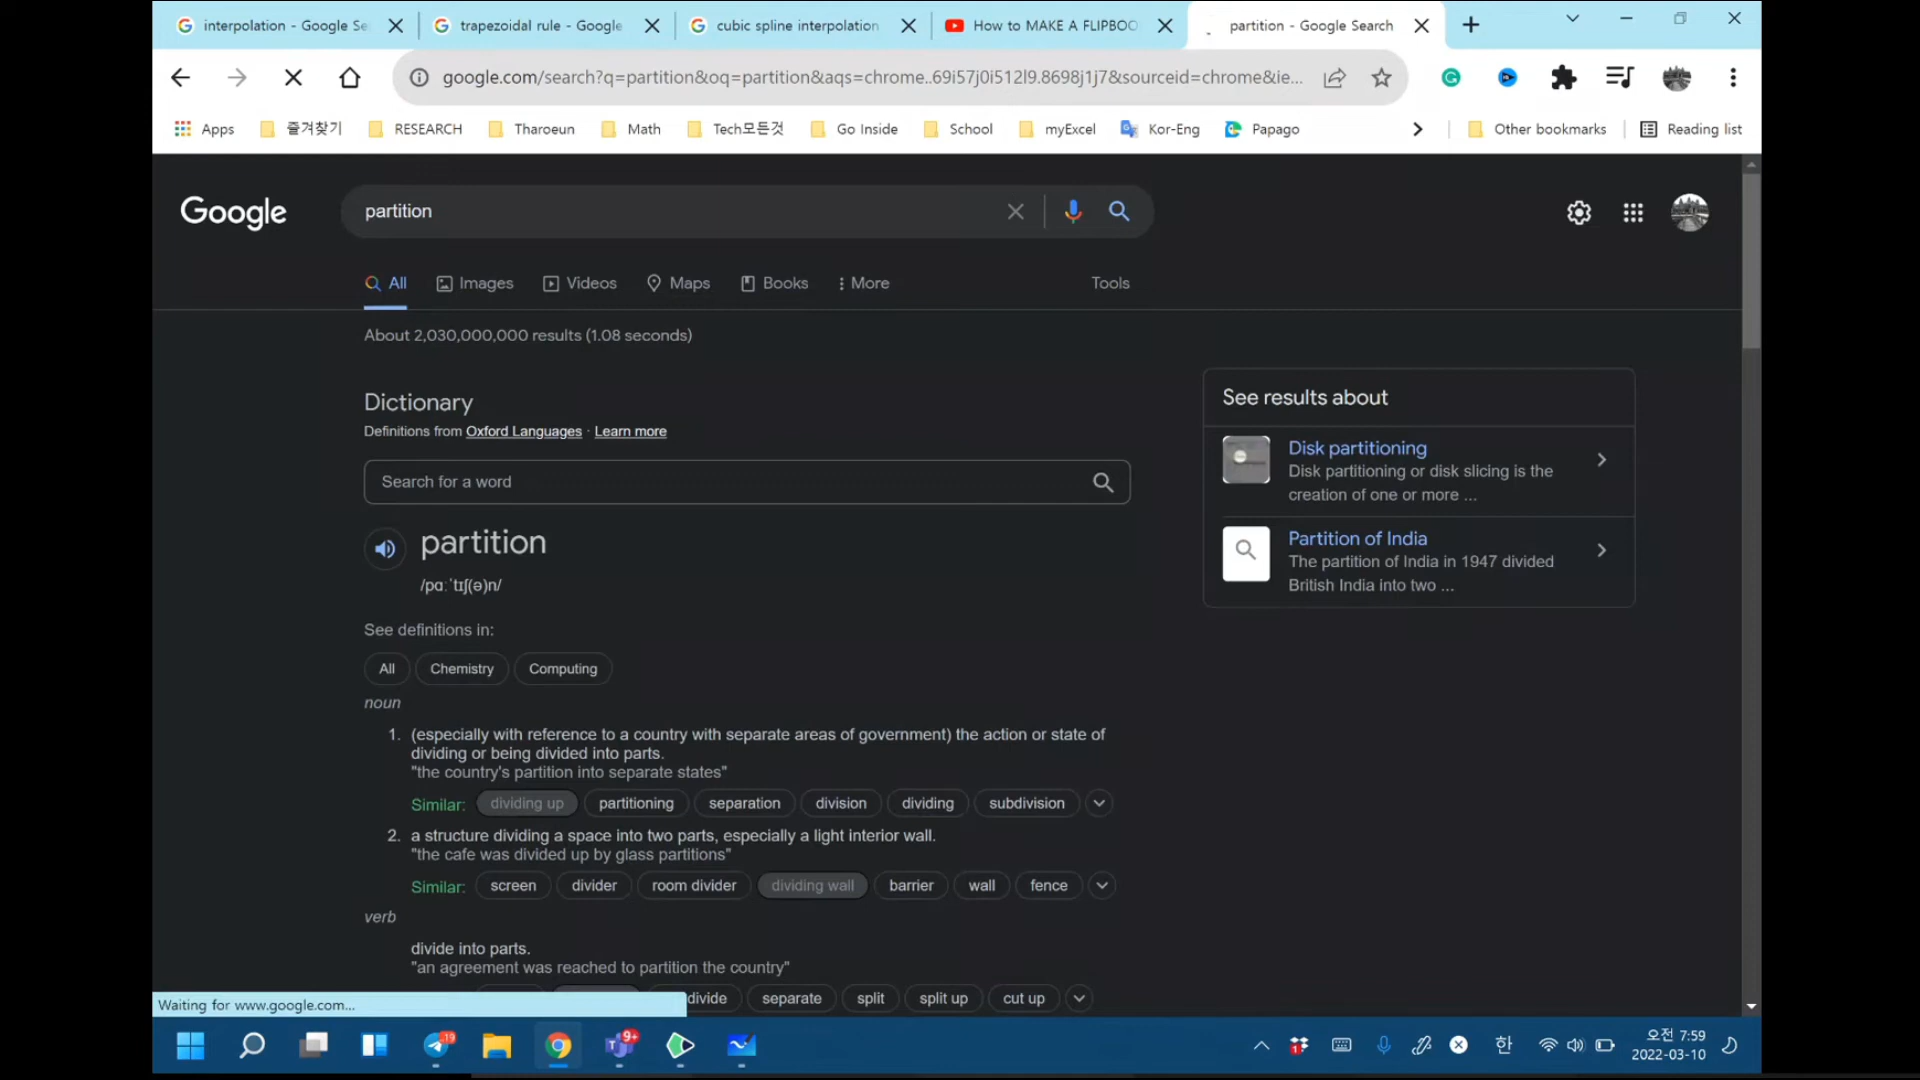 interpolation - Google Se
trapezoidal rule - Google
cubic spline interpolation
How to MAKE A FLIPBOO
partition - Google Search
google.com/search?q=partition&oq=partition&aqs=chrome..69i57j0i512l9.8698j1j7&sourceid=chrome&ie...
Apps
즐겨찾기
RESEARCH
Tharoeun
Math
Tech모든것
Go Inside
School
myExcel
Kor-Eng
Papago
Other bookmarks
Reading list
Google
partition
All
Images
Videos
Maps
Books
More
Tools
About 2,030,000,000 results (1.08 seconds)
Dictionary
Definitions from Oxford Languages · Learn more
Search for a word
partition
/pɑːˈtɪʃ(ə)n/
See definitions in:
All
Chemistry
Computing
noun
1. (especially with reference to a country with separate areas of government) the action or state of
dividing or being divided into parts.
"the country's partition into separate states"
Similar: dividing up partitioning separation division dividing subdivision
2. a structure dividing a space into two parts, especially a light interior wall.
"the cafe was divided up by glass partitions"
Similar: screen divider room divider dividing wall barrier wall fence
verb
divide into parts.
"an agreement was reached to partition the country"
divide separate split split up cut up
See results about
Disk partitioning
Disk partitioning or disk slicing is the
creation of one or more ...
Partition of India
The partition of India in 1947 divided
British India into two ...
Waiting for www.google.com...
19
9+
1
한
오전 7:59
2022-03-10